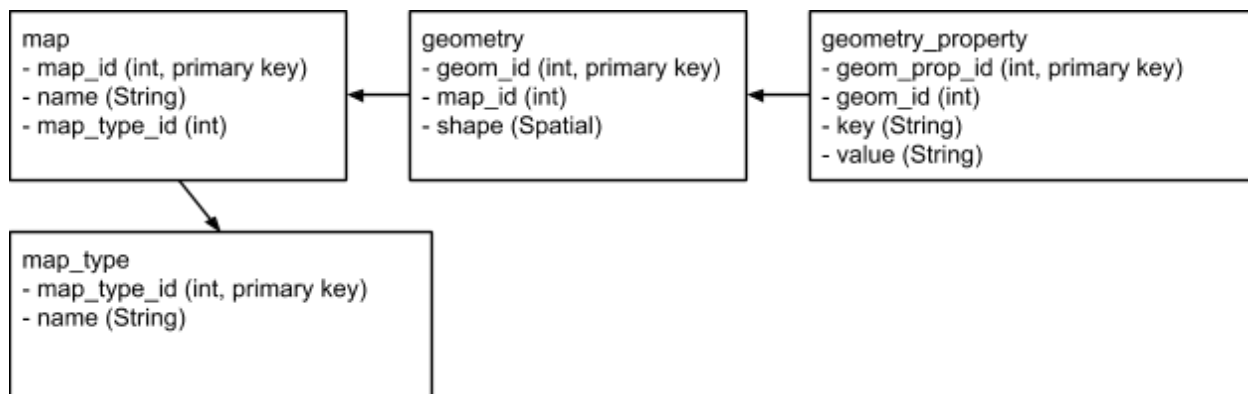 map
- map_id (int, primary key)
- name (String)
- map_type_id (int)
geometry
- geom_id (int, primary key)
- map_id (int)
- shape (Spatial)
geometry_property
- geom_prop_id (int, primary key)
- geom_id (int)
- key (String)
- value (String)
map_type
- map_type_id (int, primary key)
- name (String)